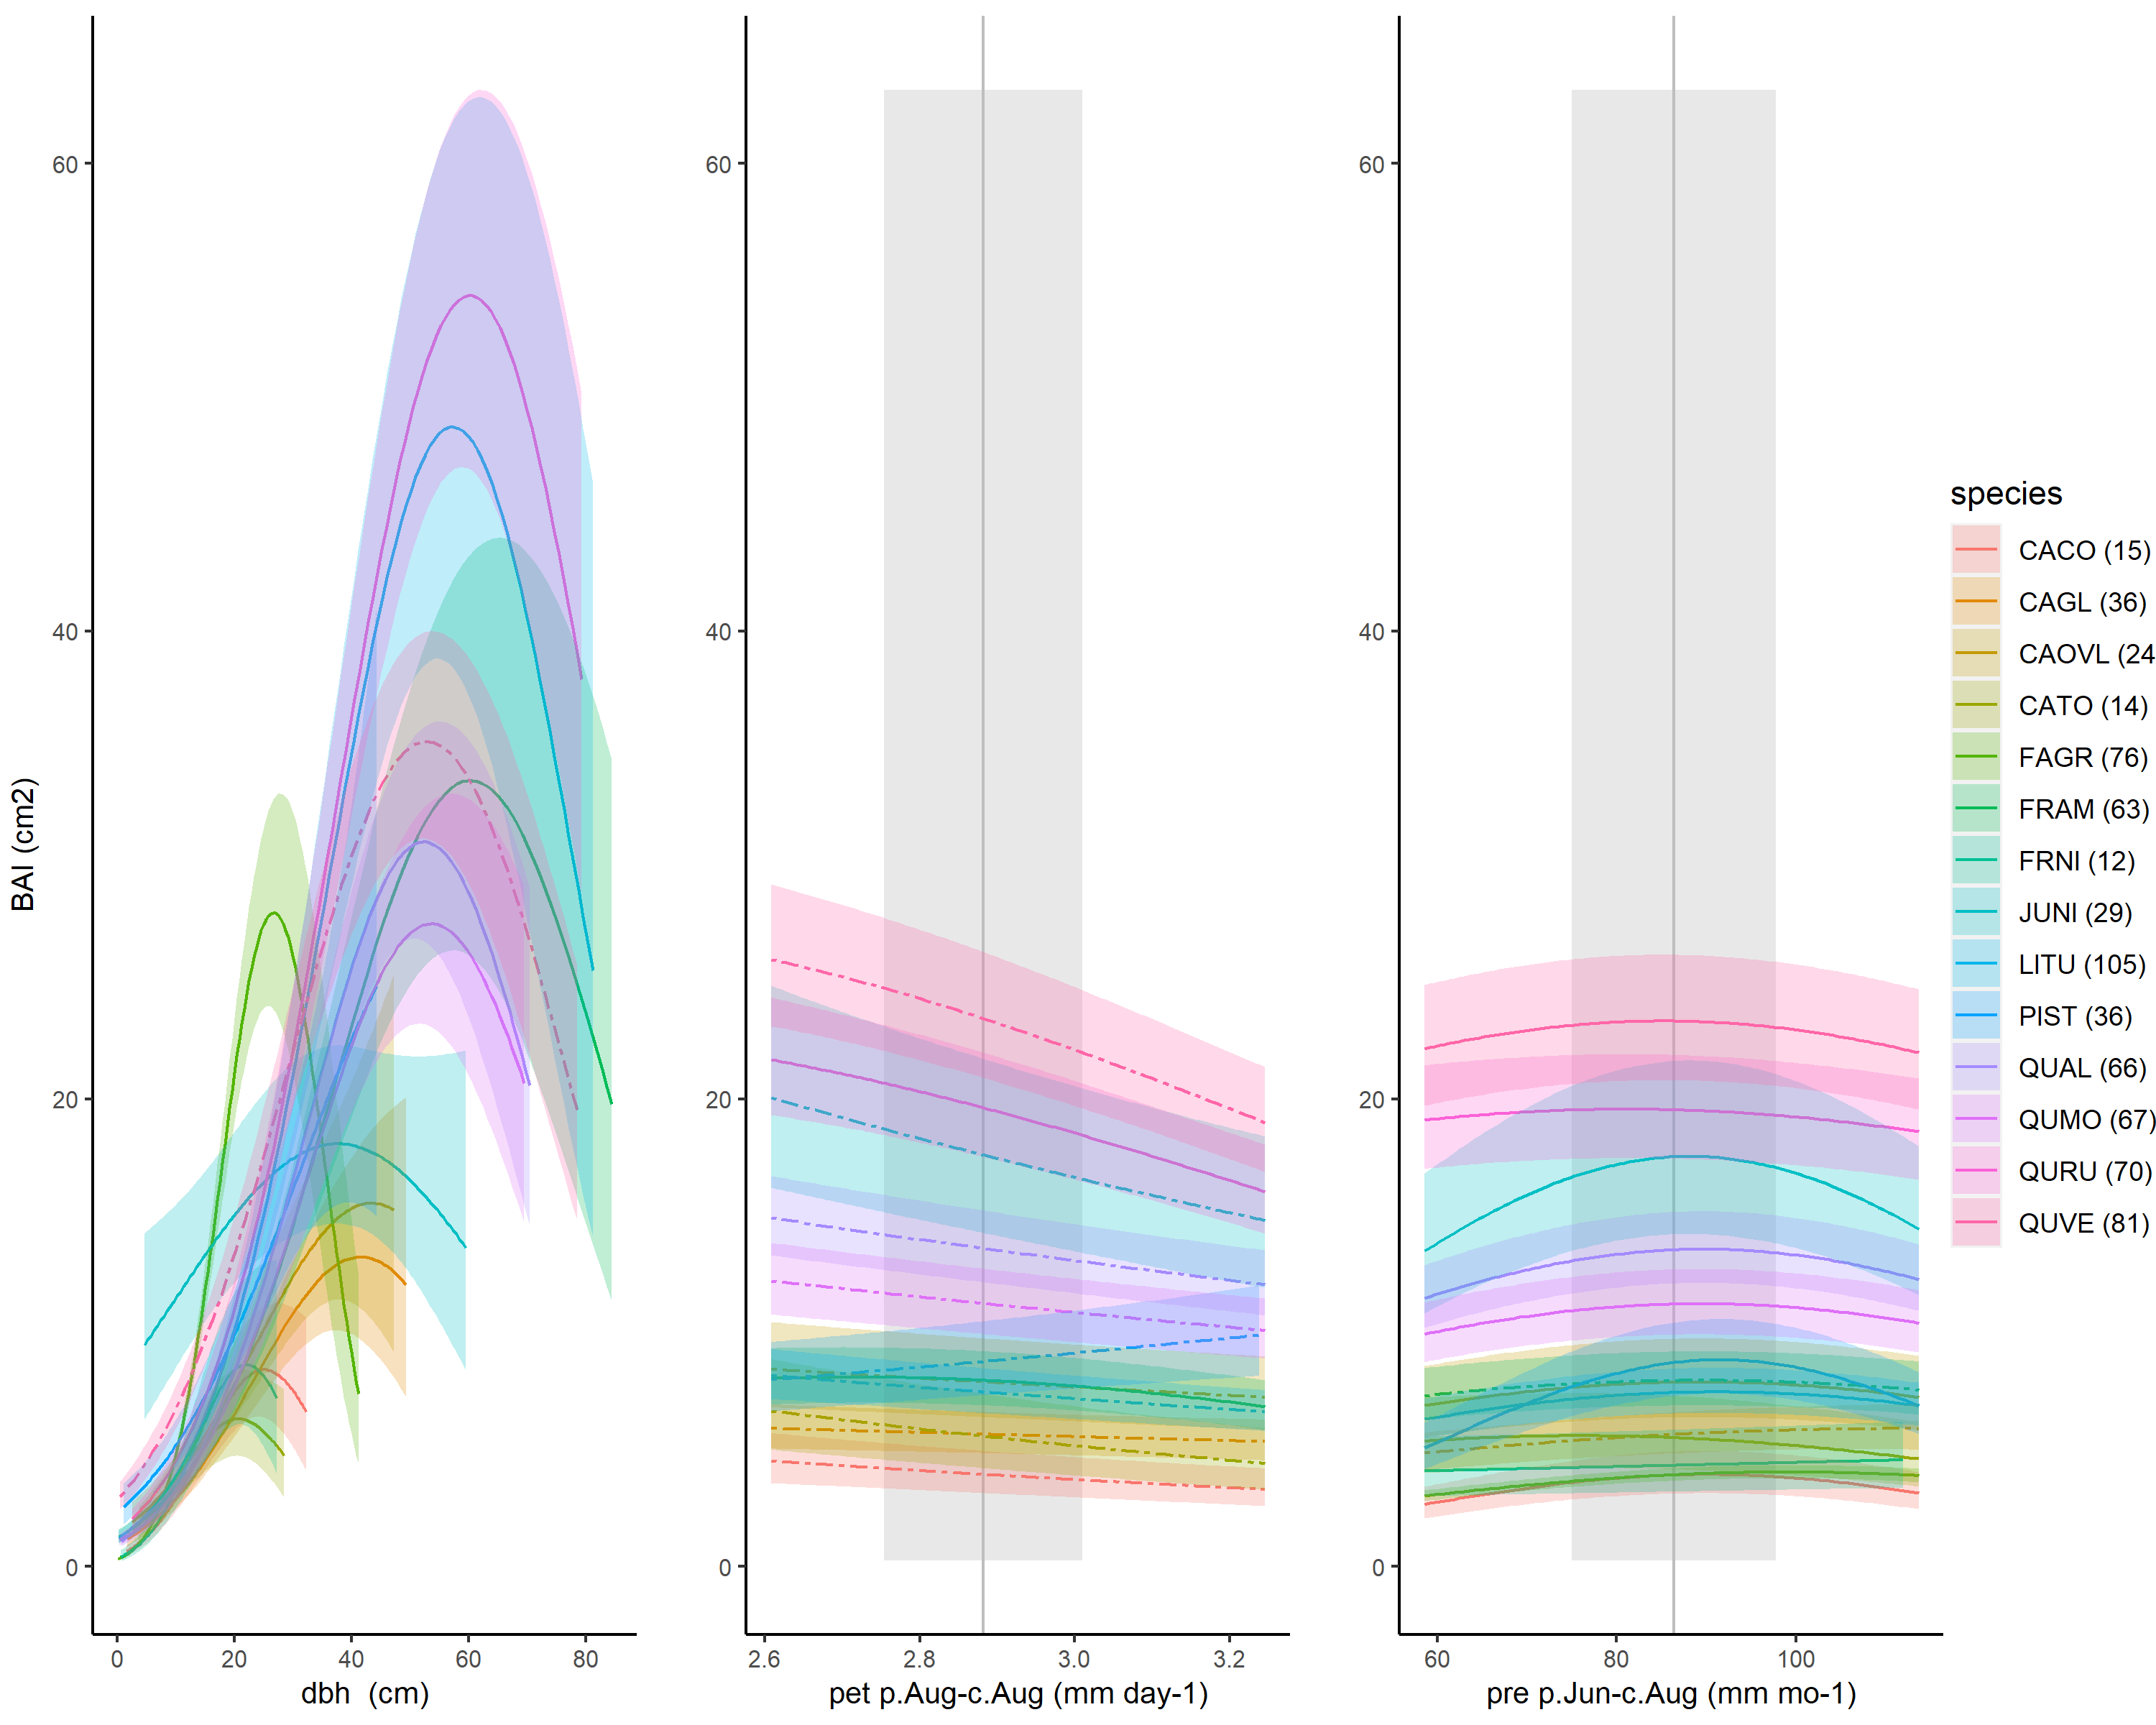 BAI (cm2)
60
40
20
0
0 20 40 60 80
dbh (cm)
60
40
20
0
2.6 2.8 3.0 3.2
pet p.Aug-c.Aug (mm day-1)
60
40
20
0
60 80 100
pre p.Jun-c.Aug (mm mo-1)
species
CACO (15)
CAGL (36)
CAOVL (24
CATO (14)
FAGR (76)
FRAM (63)
FRNI (12)
JUNI (29)
LITU (105)
PIST (36)
QUAL (66)
QUMO (67)
QURU (70)
QUVE (81)